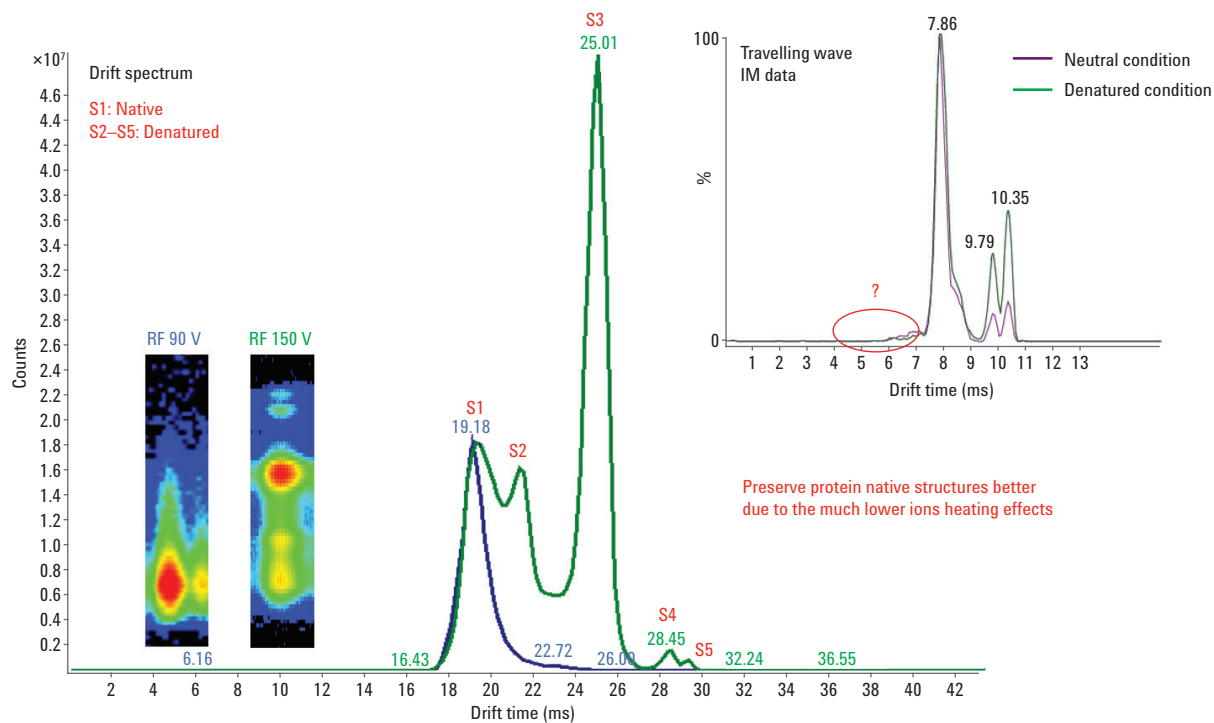 S3
25.01
×10⁷
Drift spectrum
S1: Native
S2–S5: Denatured
4.6
4.4
4.2
4.0
3.8
3.6
3.4
3.2
3.0
2.8
2.6
2.4
2.2
2.0
1.8
1.6
1.4
1.2
1.0
0.8
0.6
0.4
0.2
Counts
RF 90 V
RF 150 V
S1
19.18
S2
S4
28.45
S5
6.16
16.43
22.72
26.00
32.24
36.55
2 4 6 8 10 12 14 16 18 20 22 24 26 28 30 32 34 36 38 40 42
Drift time (ms)
7.86
100
Travelling wave
IM data
Neutral condition
Denatured condition
%
10.35
9.79
?
0
1 2 3 4 5 6 7 8 9 10 11 12 13
Drift time (ms)
Preserve protein native structures better
due to the much lower ions heating effects